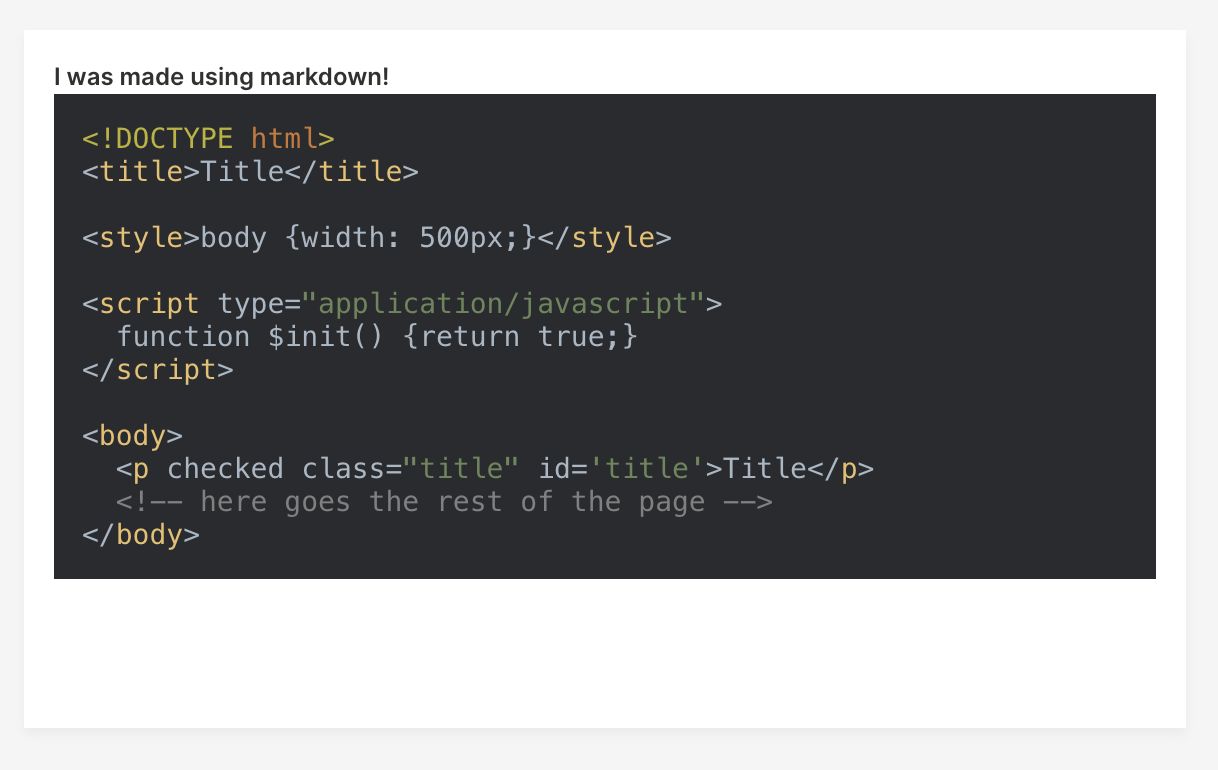 I was made using markdown!
<!DOCTYPE html>
<title>Title</title>
<style>body {width: 500px;}</style>
<script type="application/javascript">
  function $init() {return true;}
</script>
<body>
  <p checked class="title" id='title'>Title</p>
  <!-- here goes the rest of the page -->
</body>